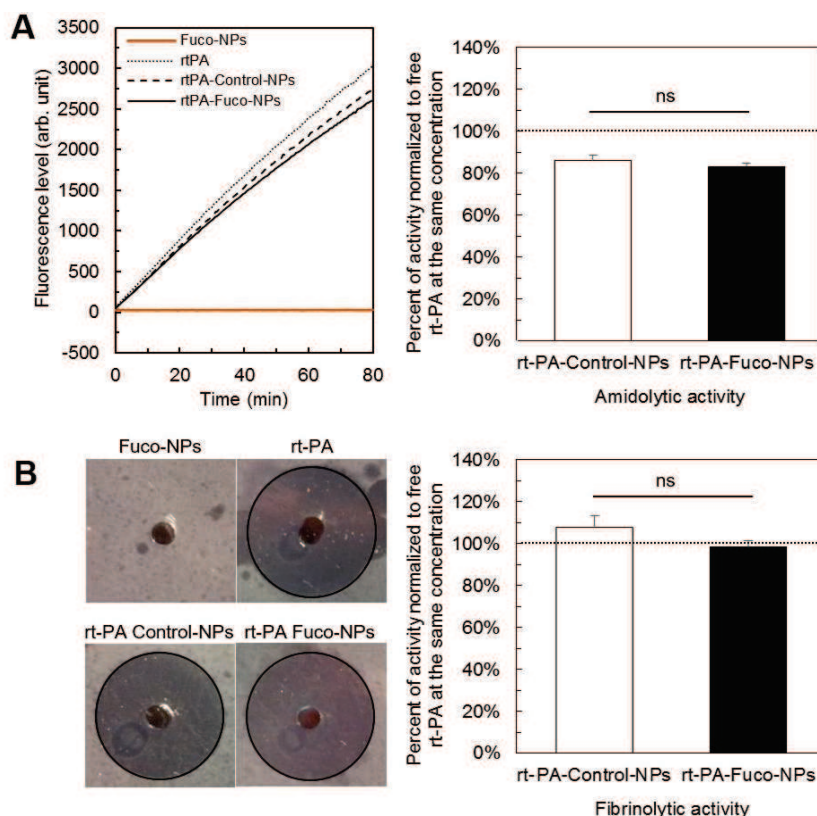 A
Fluorescence level (arb. unit)
3500
3000
2500
2000
1500
1000
500
0
-500
Fuco-NPs
rtPA
rtPA-Control-NPs
rtPA-Fuco-NPs
0 20 40 60 80
Time (min)
Percent of activity normalized to free
rt-PA at the same concentration
140%
120%
100%
80%
60%
40%
20%
0%
ns
rt-PA-Control-NPs rt-PA-Fuco-NPs
Amidolytic activity
B
Fuco-NPs rt-PA
rt-PA Control-NPs rt-PA Fuco-NPs
Percent of activity normalized to free
rt-PA at the same concentration
140%
120%
100%
80%
60%
40%
20%
0%
ns
rt-PA-Control-NPs rt-PA-Fuco-NPs
Fibrinolytic activity